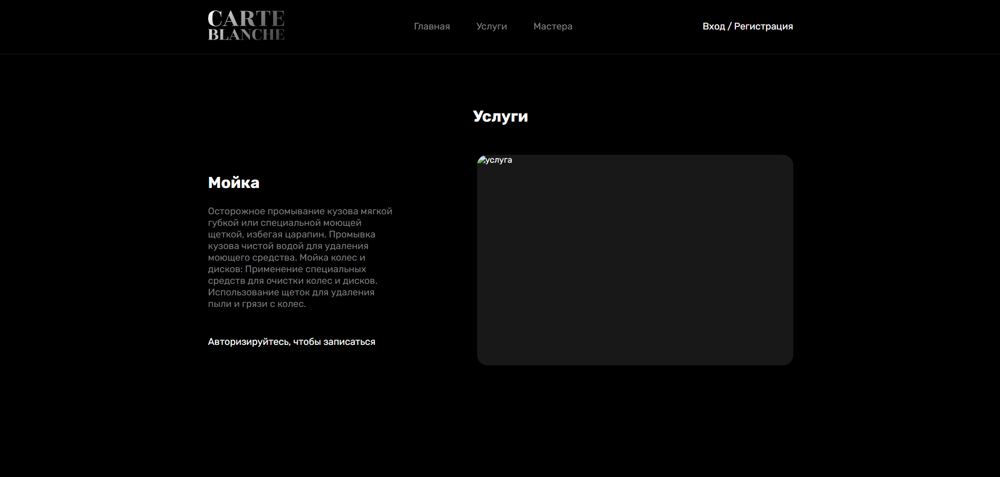 CARTE
BLANCHE
Главная Услуги Мастера Вход / Регистрация
Услуги
услуга
Мойка
Осторожное промывание кузова мягкой
губкой или специальной моющей
щеткой, избегая царапин. Промывка
кузова чистой водой для удаления
моющего средства. Мойка колес и
дисков: Применение специальных
средств для очистки колес и дисков.
Использование щеток для удаления
пыли и грязи с колес.
Авторизируйтесь, чтобы записаться